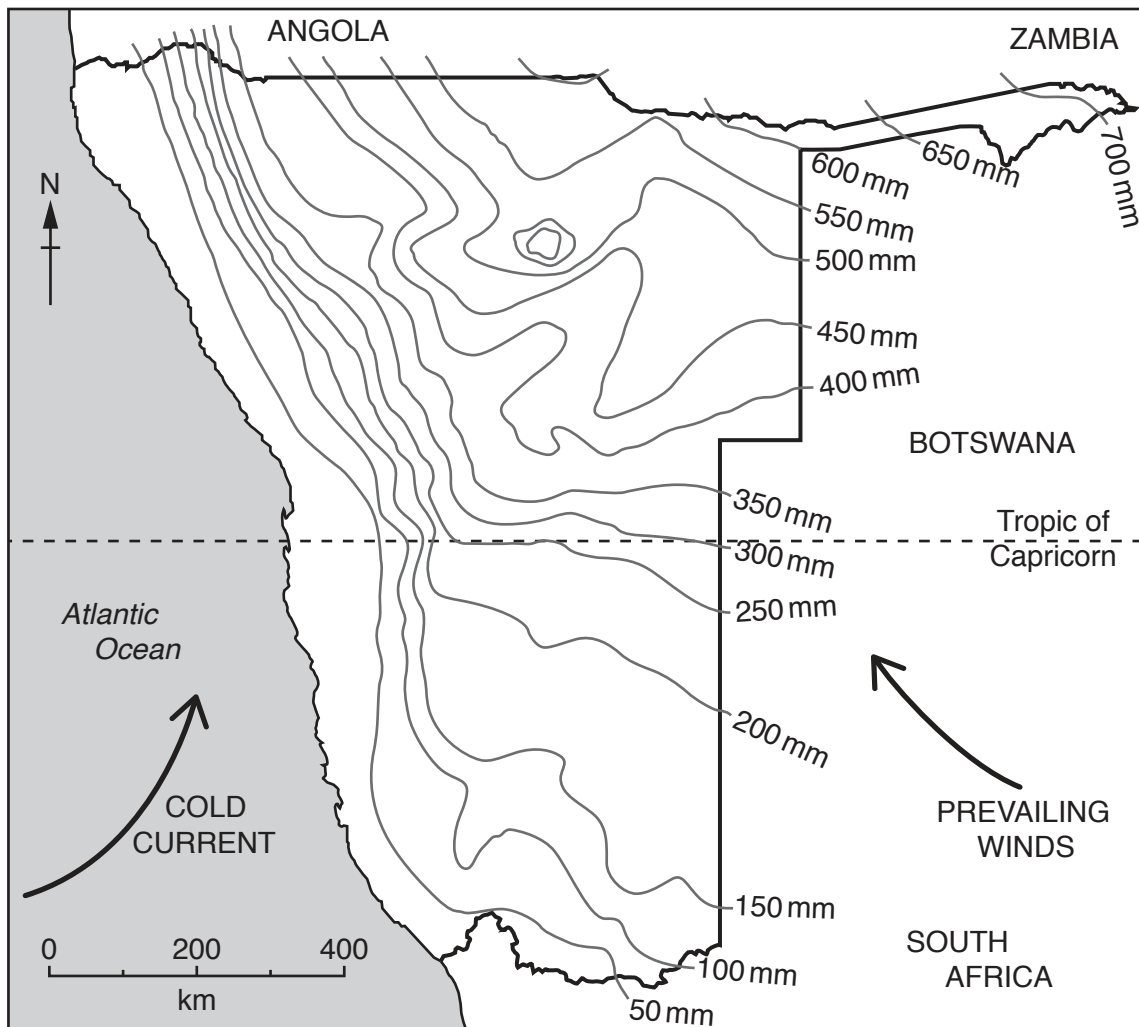 ANGOLA
ZAMBIA
N
700 mm
650 mm
600 mm
550 mm
500 mm
450 mm
400 mm
BOTSWANA
350 mm
Tropic of
Capricorn
300 mm
250 mm
Atlantic
Ocean
200 mm
COLD
CURRENT
PREVAILING
WINDS
150 mm
SOUTH
AFRICA
100 mm
50 mm
0 200 400
km